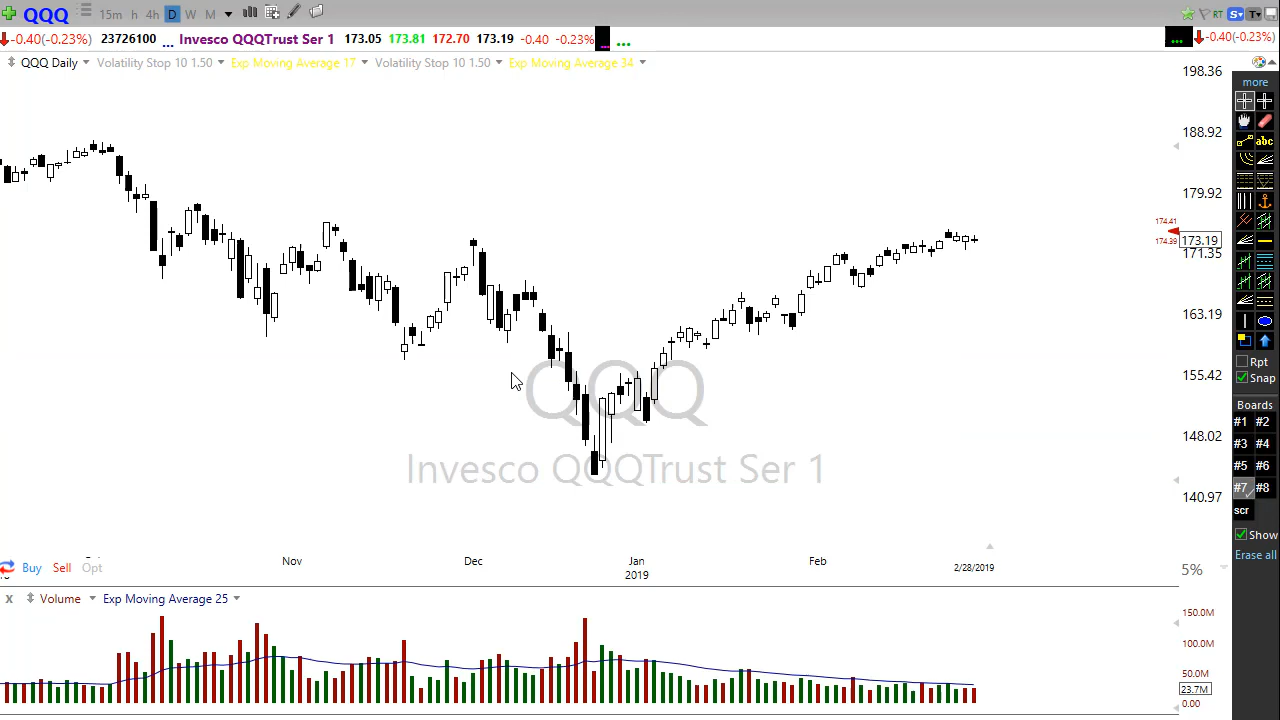 QQQ 15m h 4h D W M RT S T
-0.40(-0.23%) 23726100 ... Invesco QQQTrust Ser 1 173.05 173.81 172.70 173.19 -0.40 -0.23% ... ... ... -0.40(-0.23%)
QQQ Daily Volatility Stop 10 1.50 Exp Moving Average 17 Volatility Stop 10 1.50 Exp Moving Average 34
198.36
188.92
179.92
174.41
174.39
173.19
171.35
163.19
155.42
148.02
140.97
QQQ
Invesco QQQTrust Ser 1
Nov Dec Jan Feb
2019 2/28/2019
Buy Sell Opt
5%
x Volume Exp Moving Average 25
150.0M
100.0M
50.0M
23.7M
0.00
more
abc
Rpt
Snap
Boards
#1 #2
#3 #4
#5 #6
#7 #8
scr
Show
Erase all